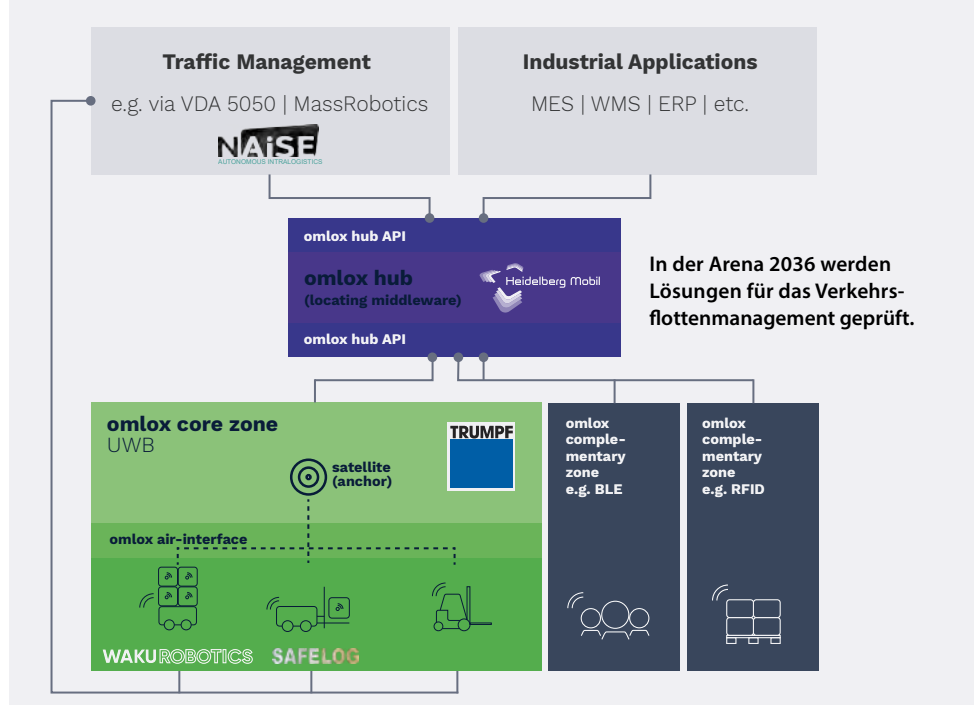 Traffic Management
e.g. via VDA 5050 | MassRobotics
NAiSE
AUTONOMOUS INTRALOGISTICS
Industrial Applications
MES | WMS | ERP | etc.
omlox hub API
omlox hub
(locating middleware)
Heidelberg Mobil
omlox hub API
In der Arena 2036 werden
Lösungen für das Verkehrs-
flottenmanagement geprüft.
omlox core zone
UWB
TRUMPF
satellite
(anchor)
omlox air-interface
WAKU ROBOTICS
SAFELOG
omlox
comple-
mentary
zone
e.g. BLE
omlox
comple-
mentary
zone
e.g. RFID